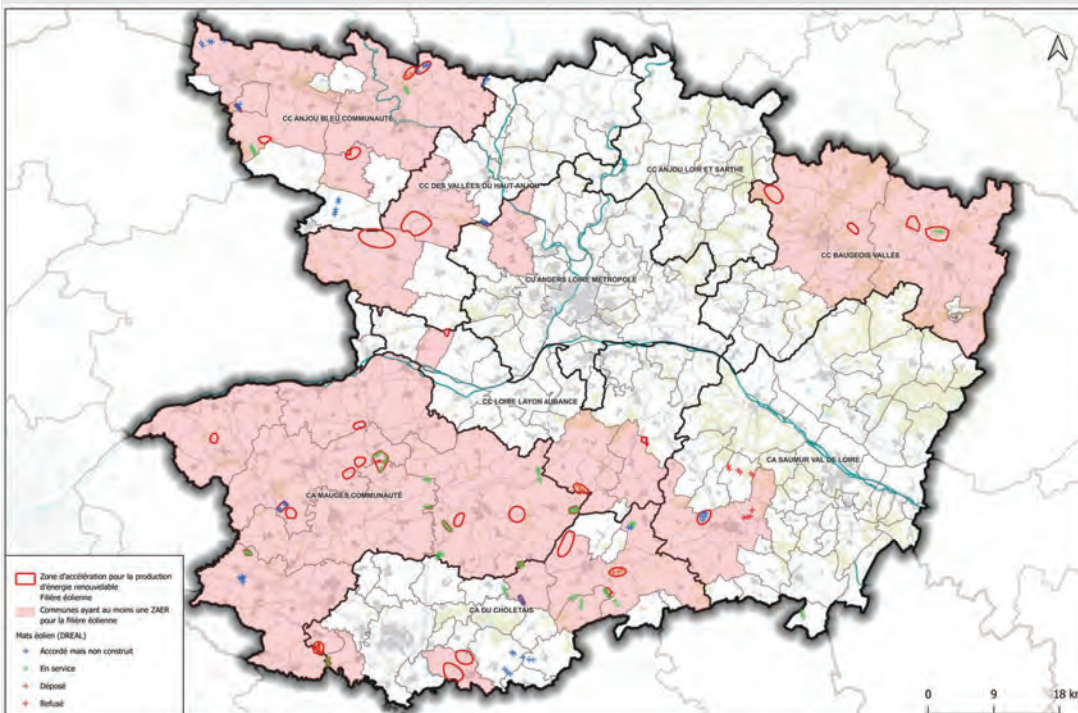 CC ANJOU BLEU COMMUNAUTÉ
CC DES VALLÉES DU HAUT-ANJOU
CC ANJOU LOIR ET SARTHE
CC BAUGEOIS VALLÉE
CU ANGERS LOIRE METROPOLE
CC LOIRE LAYON AUBANCE
CA SAUMUR VAL DE LOIRE
CA MAUGES COMMUNAUTÉ
CA DU CHOLETAIS
Zone d'accélération pour la production
d'énergie renouvelable
Filière éolienne
Communes ayant au moins une ZAER
pour la filière éolienne
Mats éolien (DREAL)
Accordé mais non construit
En service
Déposé
Refusé
0 9 18 km